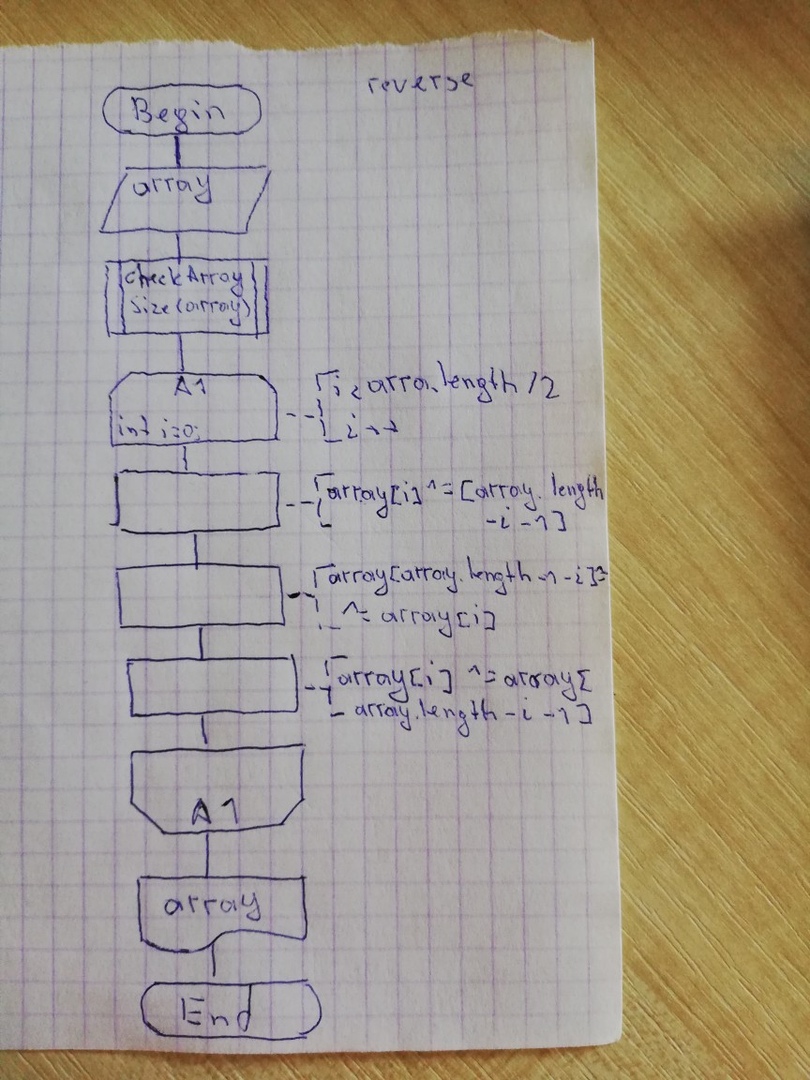 reverse
Begin
array
checkArray
Size(array)
A1
int i=0;
i < arra.length /2
i++
array[i] ^= [array.length
-i-1]
array[array.length-1-i]^=
^= array[i]
array[i] ^= array[
array.length-i-1]
A1
array
End